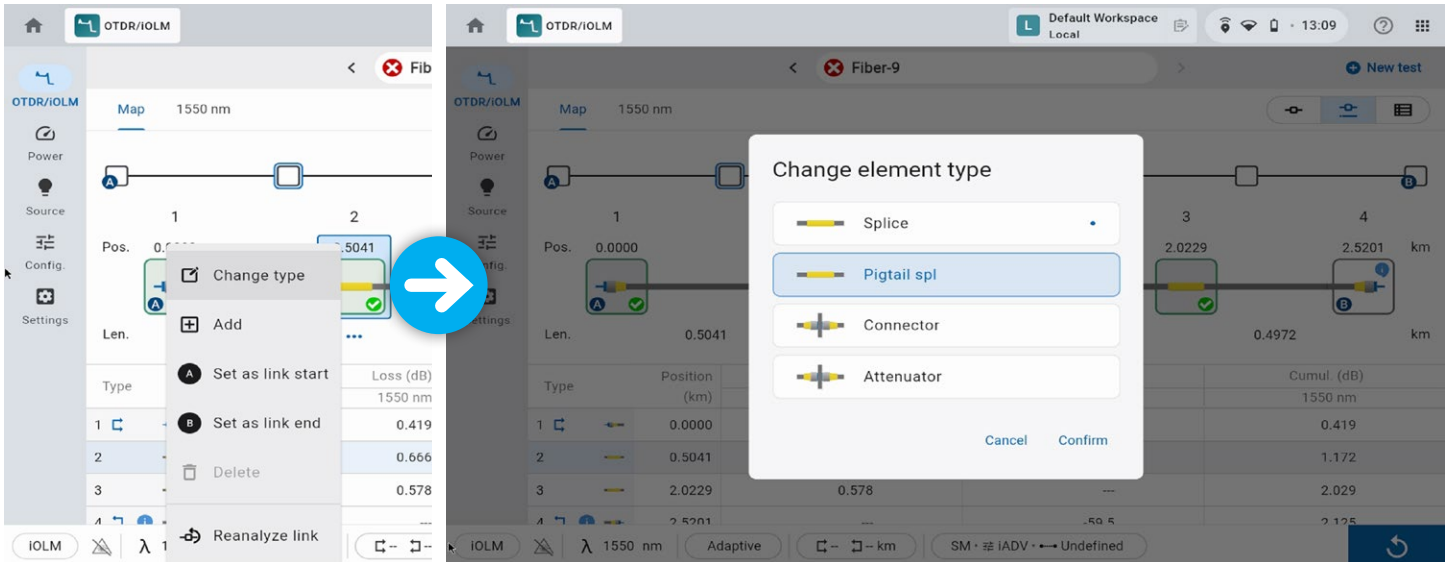 OTDR/iOLM
Fib
OTDR/iOLM
Power
Source
Config.
Settings
Map 1550 nm
1 2
Pos. 0. .5041
Len.
Change type
Add
A Set as link start
B Set as link end
Delete
Reanalyze link
A
A
Type Loss (dB)
1550 nm
1 0.419
2 0.666
3 0.578
4 i ---
iOLM λ 1 -- --
OTDR/iOLM
L Default Workspace
Local
13:09
Fiber-9
New test
OTDR/iOLM
Power
Source
nfig.
ettings
Map 1550 nm
A B
1 3 4
Pos. 0.0000 2.0229 2.5201 km
A i B
Len. 0.5041 0.4972 km
Type Position Cumul. (dB)
(km) 1550 nm
1 0.0000 0.419
2 0.5041 1.172
3 2.0229 0.578 --- 2.029
4 i 2.5201 --- -59.5 2.125
Change element type
Splice
Pigtail spl
Connector
Attenuator
Cancel Confirm
iOLM λ 1550 nm Adaptive -- -- km SM · iADV · Undefined